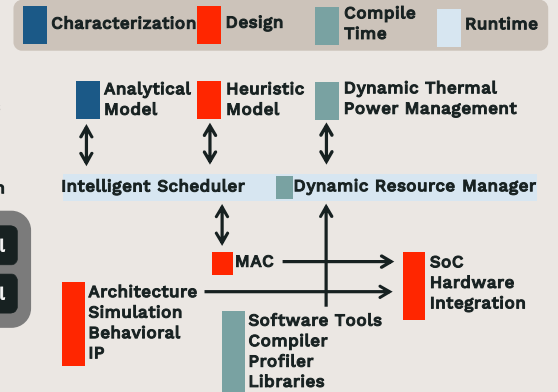 Characterization
Design
Compile
Time
Runtime
Analytical
Model
Heuristic
Model
Dynamic Thermal
Power Management
Intelligent Scheduler
Dynamic Resource Manager
MAC
SoC
Hardware
Integration
Architecture
Simulation
Behavioral
IP
Software Tools
Compiler
Profiler
Libraries